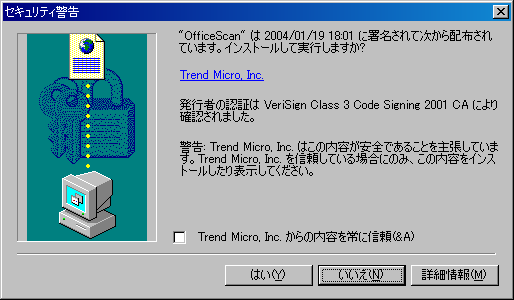 セキュリティ警告
"OfficeScan" は 2004/01/19 18:01 に署名されて次から配布され
ています。インストールして実行しますか?
Trend Micro, Inc.
発行者の認証は VeriSign Class 3 Code Signing 2001 CA により
確認されました。
警告: Trend Micro, Inc. はこの内容が安全であることを主張していま
す。Trend Micro, Inc. を信頼している場合にのみ、この内容をインス
トールしたり表示してください。
Trend Micro, Inc. からの内容を常に信頼(&A)
はい(Y)
いいえ(N)
詳細情報(M)